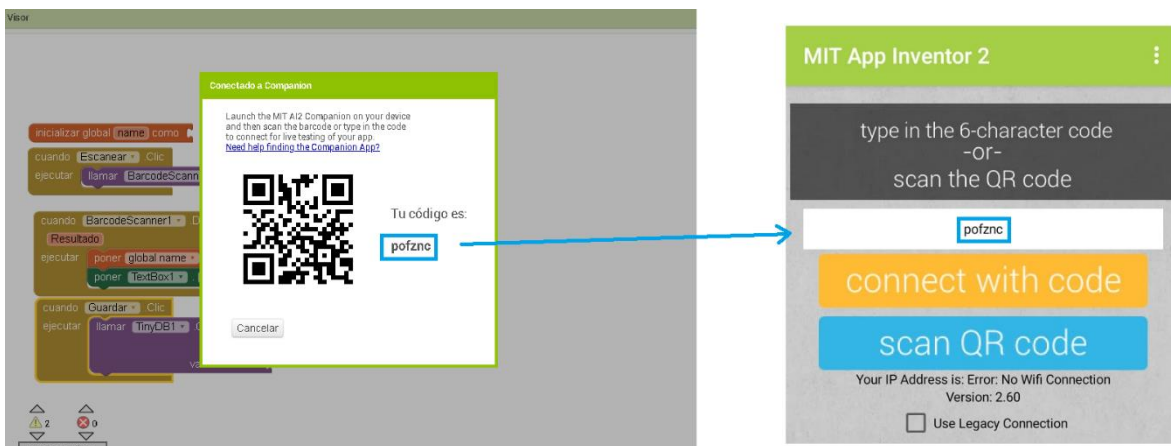 Visor
Conectado a Companion
Launch the MIT AI2 Companion on your device
and then scan the barcode or type in the code
to connect for live testing of your app.
Need help finding the Companion App?
Tu código es:
pofznc
Cancelar
inicializar global name como
cuando Escanear Clic
ejecutar llamar
cuando BarcodeScanner1
Resultado
ejecutar poner global name
poner TextBox1
cuando Guardar Clic
ejecutar llamar TinyDB1
2 0
MIT App Inventor 2
type in the 6-character code
-or-
scan the QR code
pofznc
connect with code
scan QR code
Your IP Address is: Error: No Wifi Connection
Version: 2.60
Use Legacy Connection